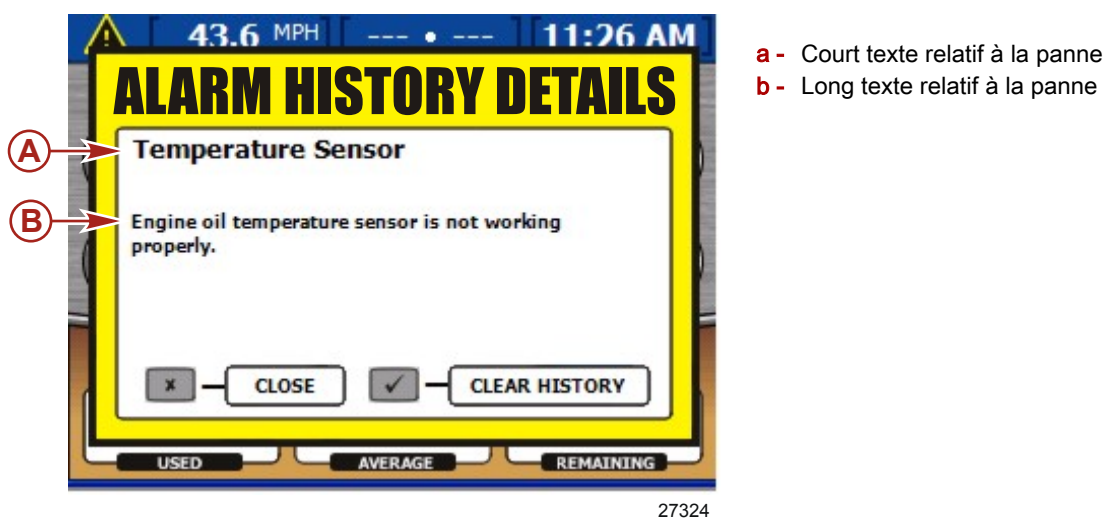 43.6 MPH --- • --- 11:26 AM
ALARM HISTORY DETAILS
A
Temperature Sensor
B
Engine oil temperature sensor is not working
properly.
x CLOSE ✓ CLEAR HISTORY
USED AVERAGE REMAINING
27324
a - Court texte relatif à la panne
b - Long texte relatif à la panne